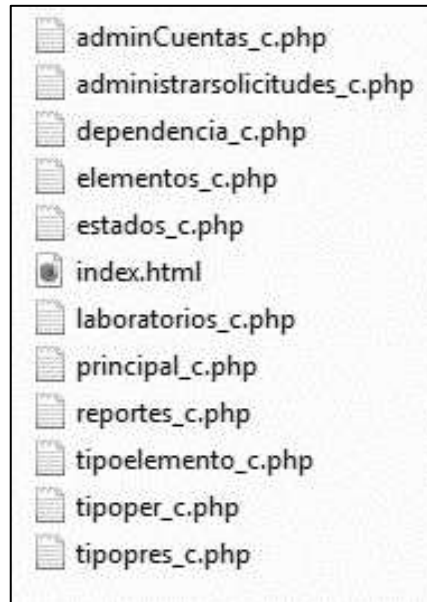 adminCuentas_c.php
administrarsolicitudes_c.php
dependencia_c.php
elementos_c.php
estados_c.php
index.html
laboratorios_c.php
principal_c.php
reportes_c.php
tipoelemento_c.php
tipoper_c.php
tipopres_c.php